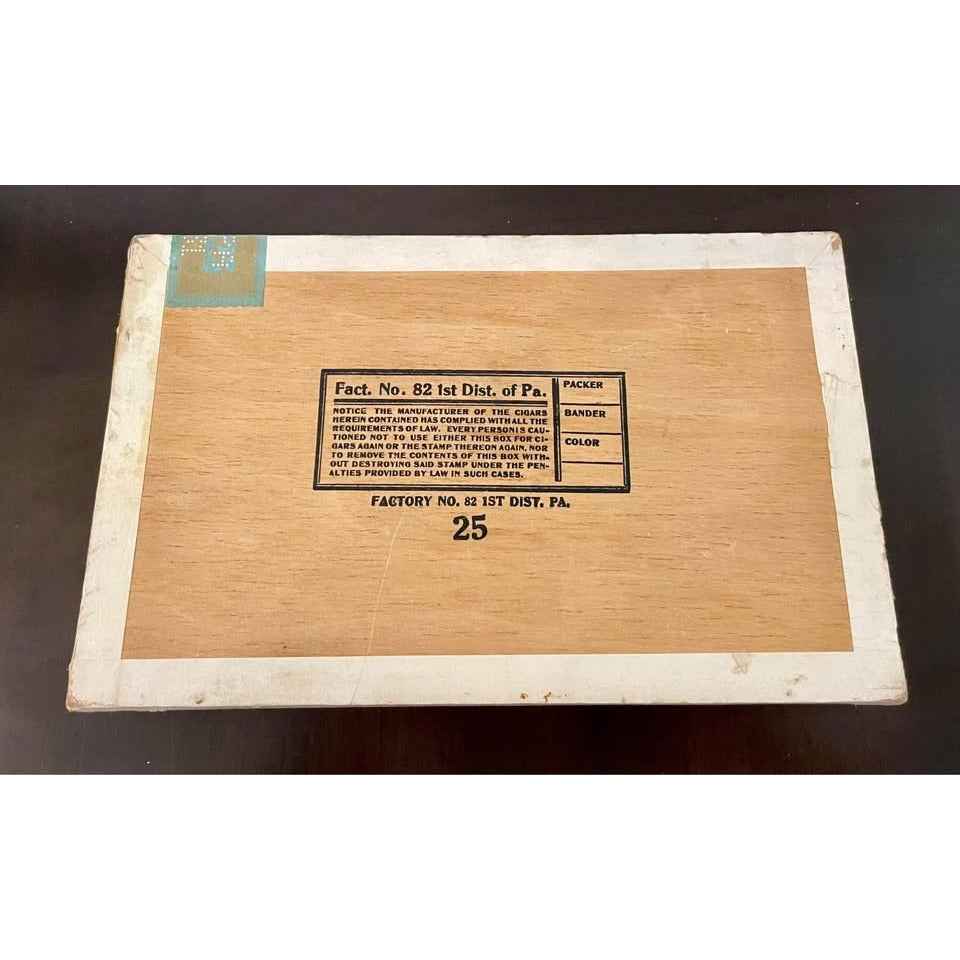 Fact. No. 82 1st Dist. of Pa.
NOTICE THE MANUFACTURER OF THE CIGARS
HEREIN CONTAINED HAS COMPLIED WITH ALL THE
REQUIREMENTS OF LAW. EVERY PERSON IS CAU-
TIONED NOT TO USE EITHER THIS BOX FOR CI-
GARS AGAIN OR THE STAMP THEREON AGAIN, NOR
TO REMOVE THE CONTENTS OF THIS BOX WITH-
OUT DESTROYING SAID STAMP UNDER THE PEN-
ALTIES PROVIDED BY LAW IN SUCH CASES.
PACKER
BANDER
COLOR
FACTORY NO. 82 1ST DIST. PA.
25